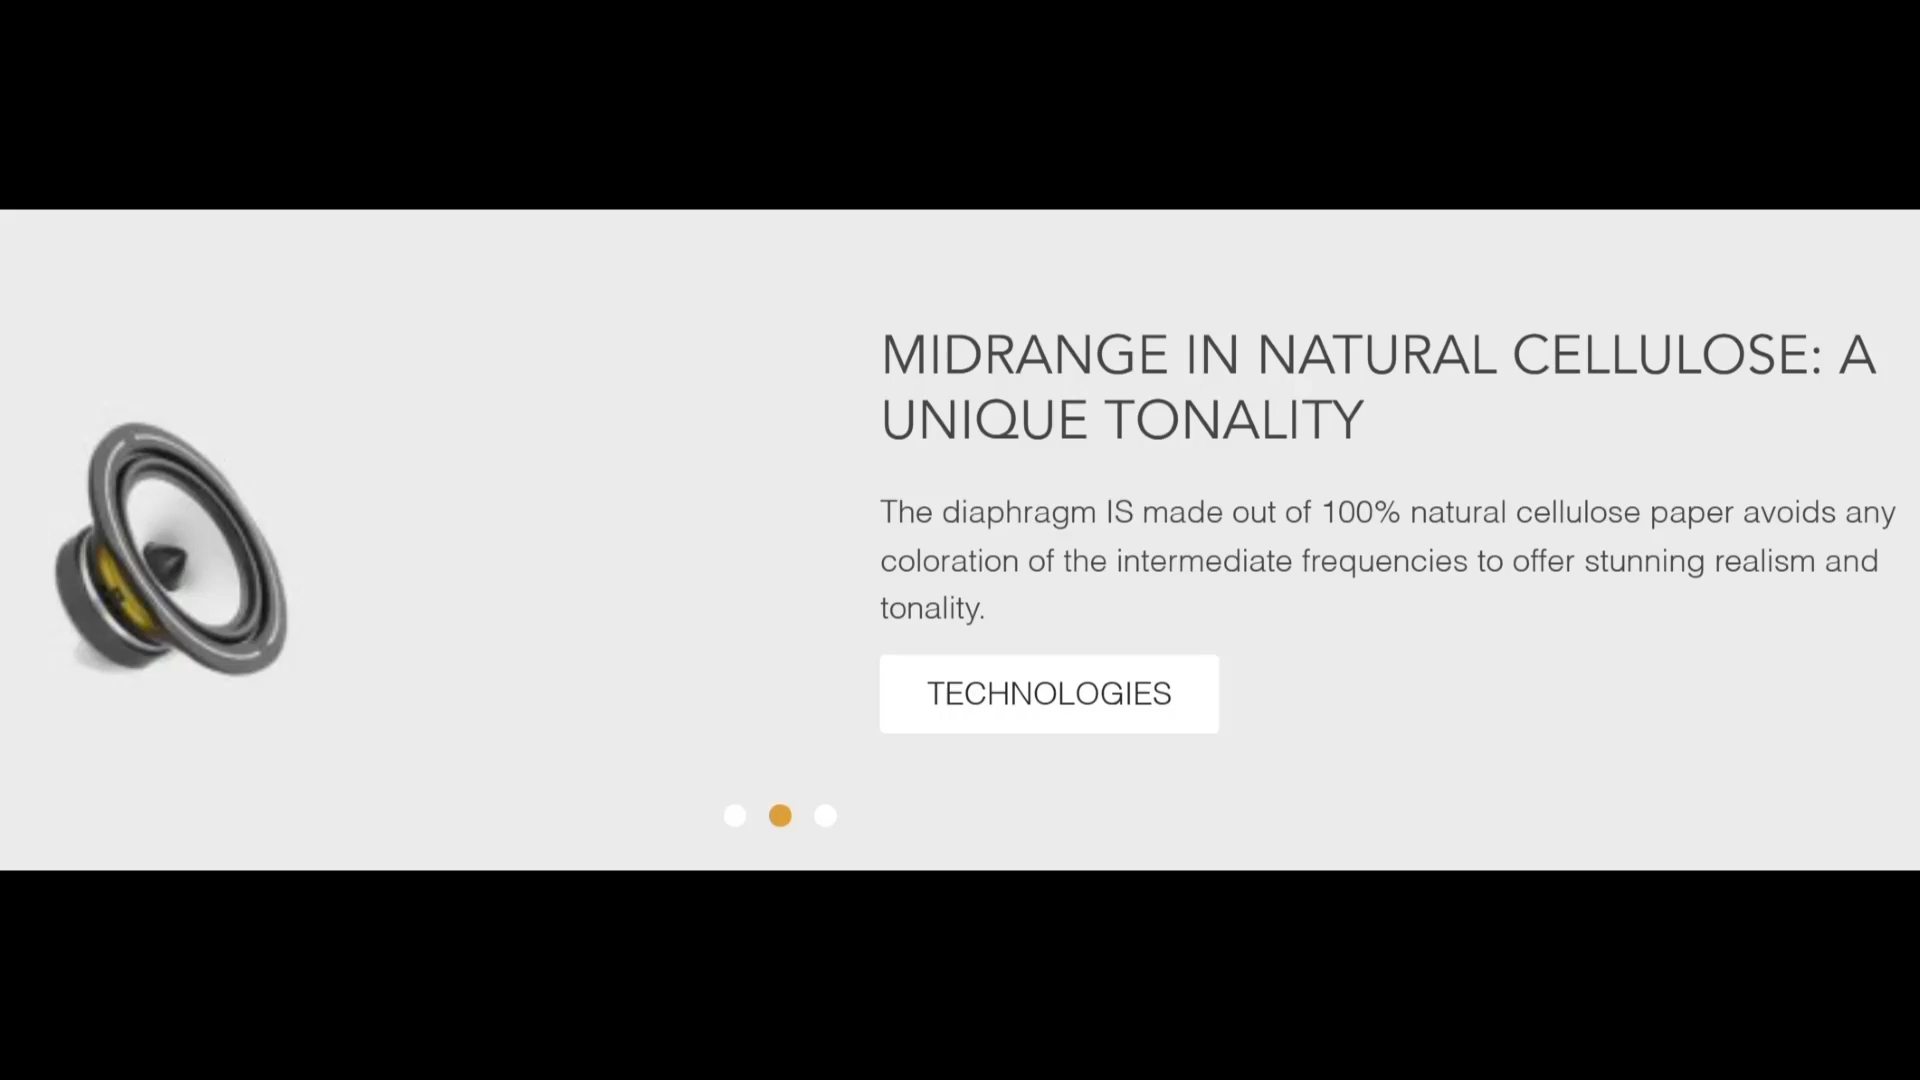 MIDRANGE IN NATURAL CELLULOSE: A
UNIQUE TONALITY
The diaphragm IS made out of 100% natural cellulose paper avoids any
coloration of the intermediate frequencies to offer stunning realism and
tonality.
TECHNOLOGIES